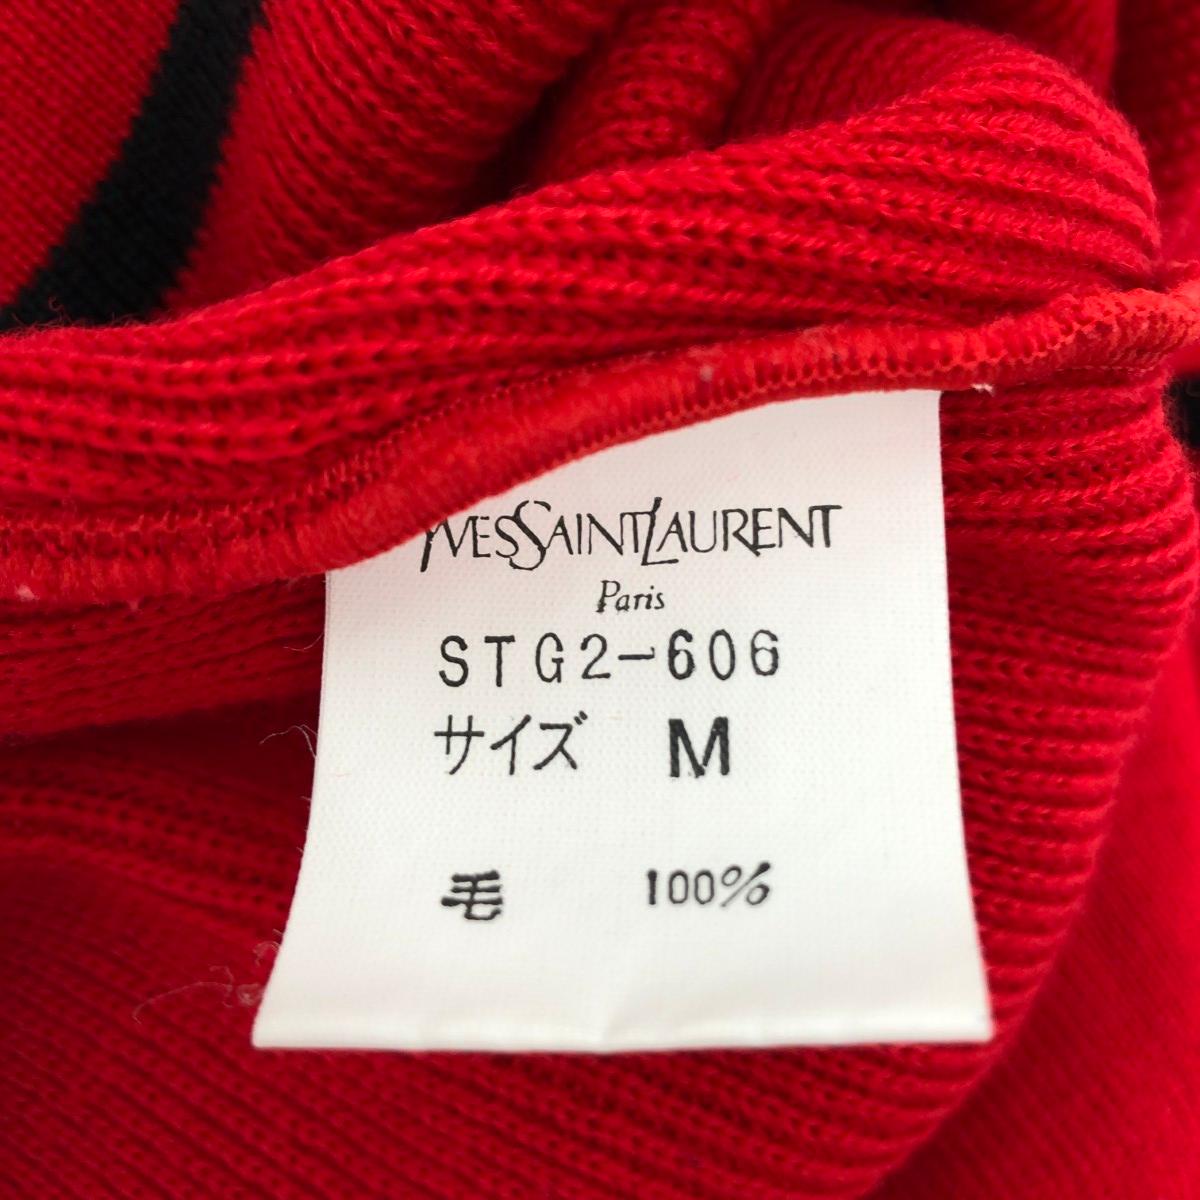 YVESSAINTLAURENT
Paris
STG2-606
サイズ M
毛 100%